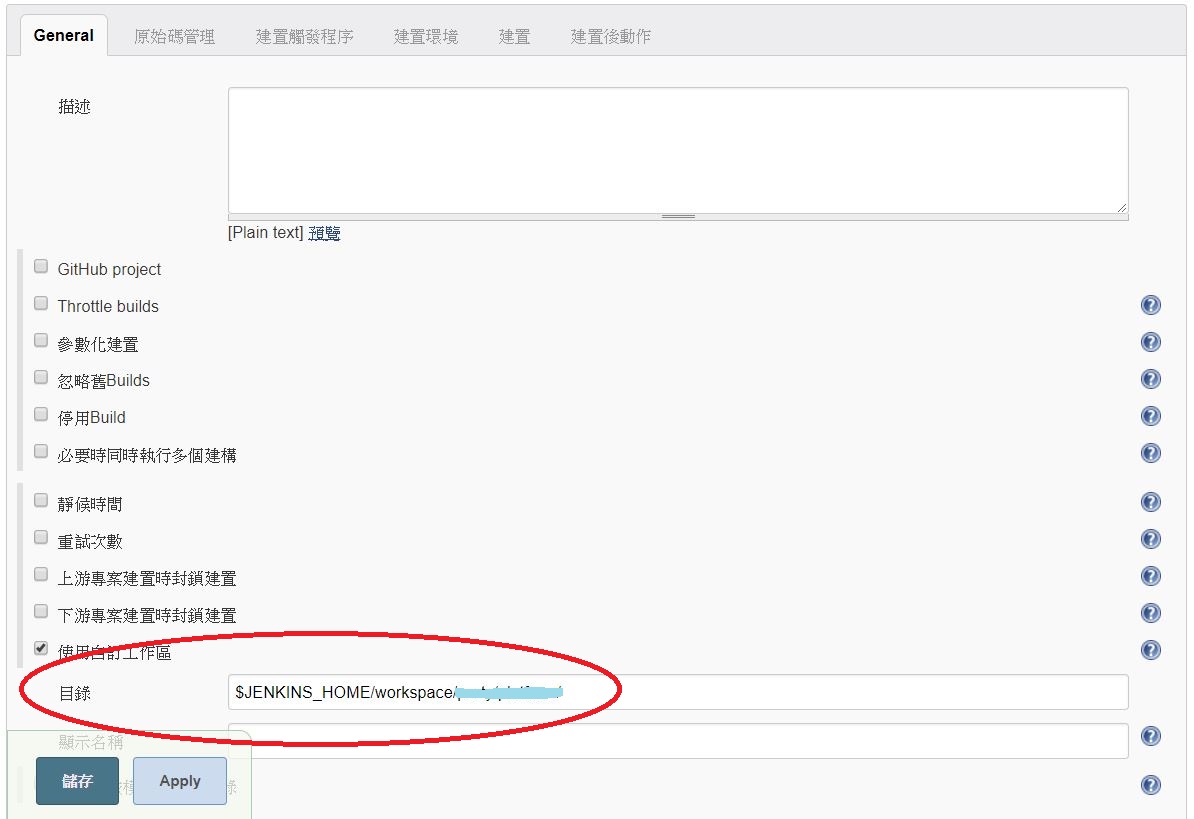 General 原始碼管理 建置觸發程序 建置環境 建置 建置後動作
描述
[Plain text] 預覽
GitHub project
Throttle builds
參數化建置
忽略舊Builds
停用Build
必要時同時執行多個建構
靜候時間
重試次數
上游專案建置時封鎖建置
下游專案建置時封鎖建置
使用自訂工作區
目錄 $JENKINS_HOME/workspace/
顯示名稱
儲存 Apply